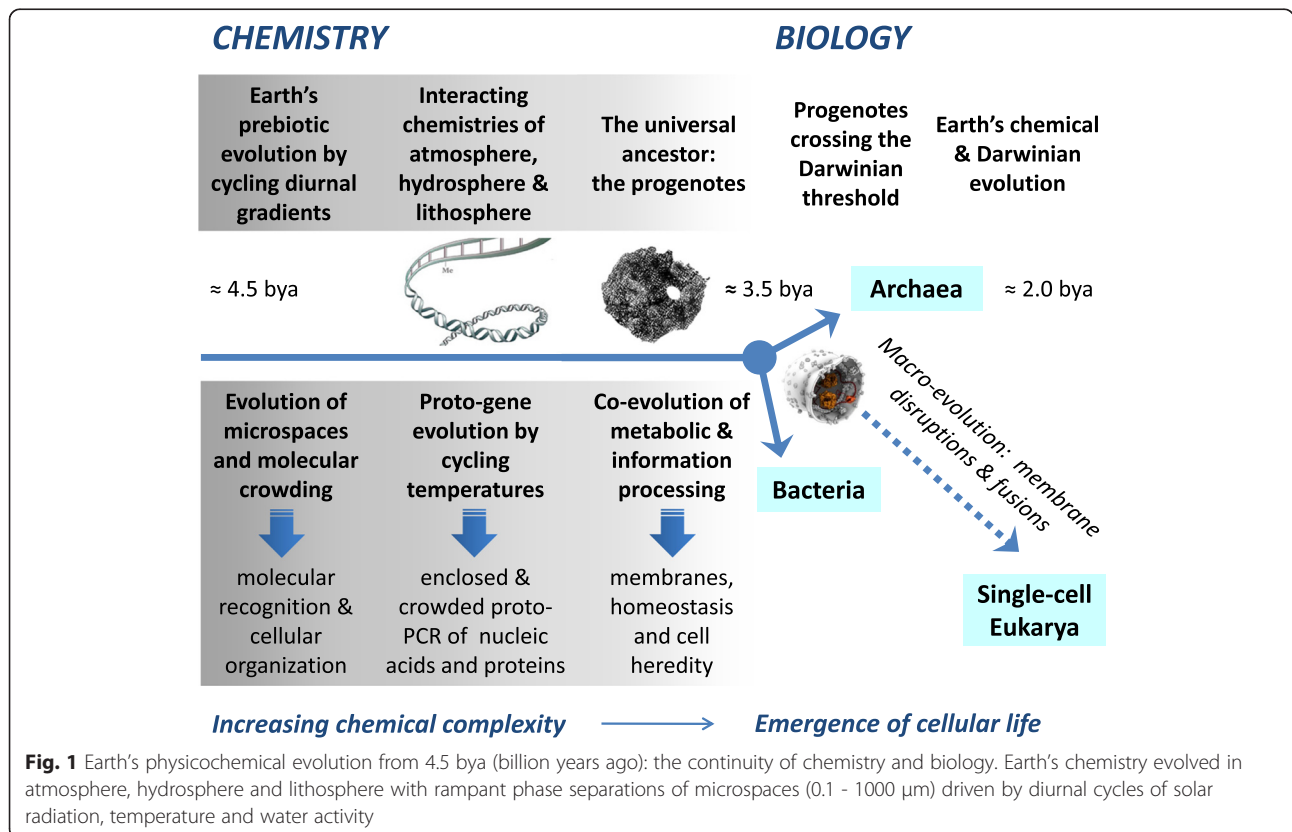 CHEMISTRY
BIOLOGY
Earth's
prebiotic
evolution by
cycling diurnal
gradients
Interacting
chemistries of
atmosphere,
hydrosphere &
lithosphere
The universal
ancestor:
the progenotes
Progenotes
crossing the
Darwinian
threshold
Earth's chemical
& Darwinian
evolution
≈ 4.5 bya
Me
≈ 3.5 bya
Archaea
≈ 2.0 bya
Macro-evolution: membrane
disruptions & fusions
Evolution of
microspaces
and molecular
crowding
molecular
recognition &
cellular
organization
Proto-gene
evolution by
cycling
temperatures
enclosed &
crowded proto-
PCR of nucleic
acids and proteins
Co-evolution of
metabolic &
information
processing
membranes,
homeostasis
and cell
heredity
Bacteria
Single-cell
Eukarya
Increasing chemical complexity
Emergence of cellular life
Fig. 1 Earth's physicochemical evolution from 4.5 bya (billion years ago): the continuity of chemistry and biology. Earth's chemistry evolved in
atmosphere, hydrosphere and lithosphere with rampant phase separations of microspaces (0.1 - 1000 μm) driven by diurnal cycles of solar
radiation, temperature and water activity